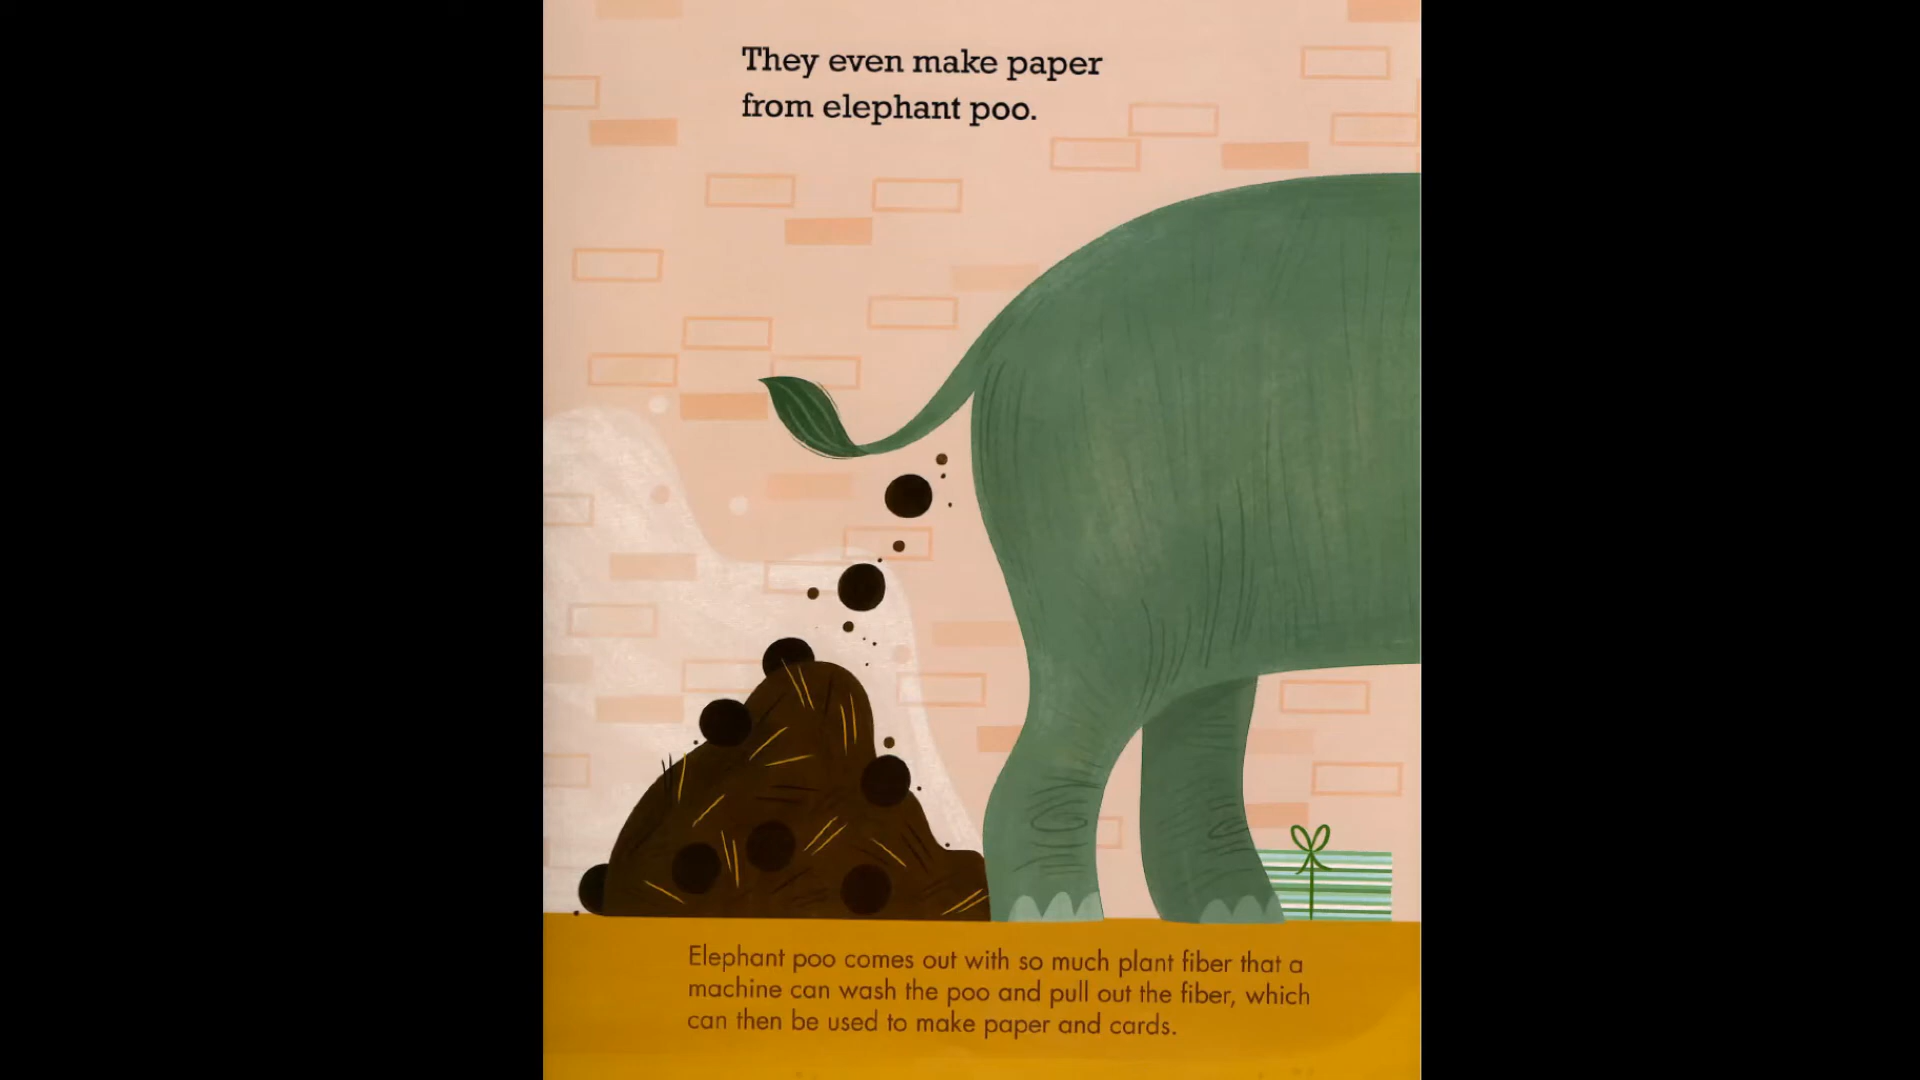 They even make paper
from elephant poo.
Elephant poo comes out with so much plant fiber that a
machine can wash the poo and pull out the fiber, which
can then be used to make paper and cards.